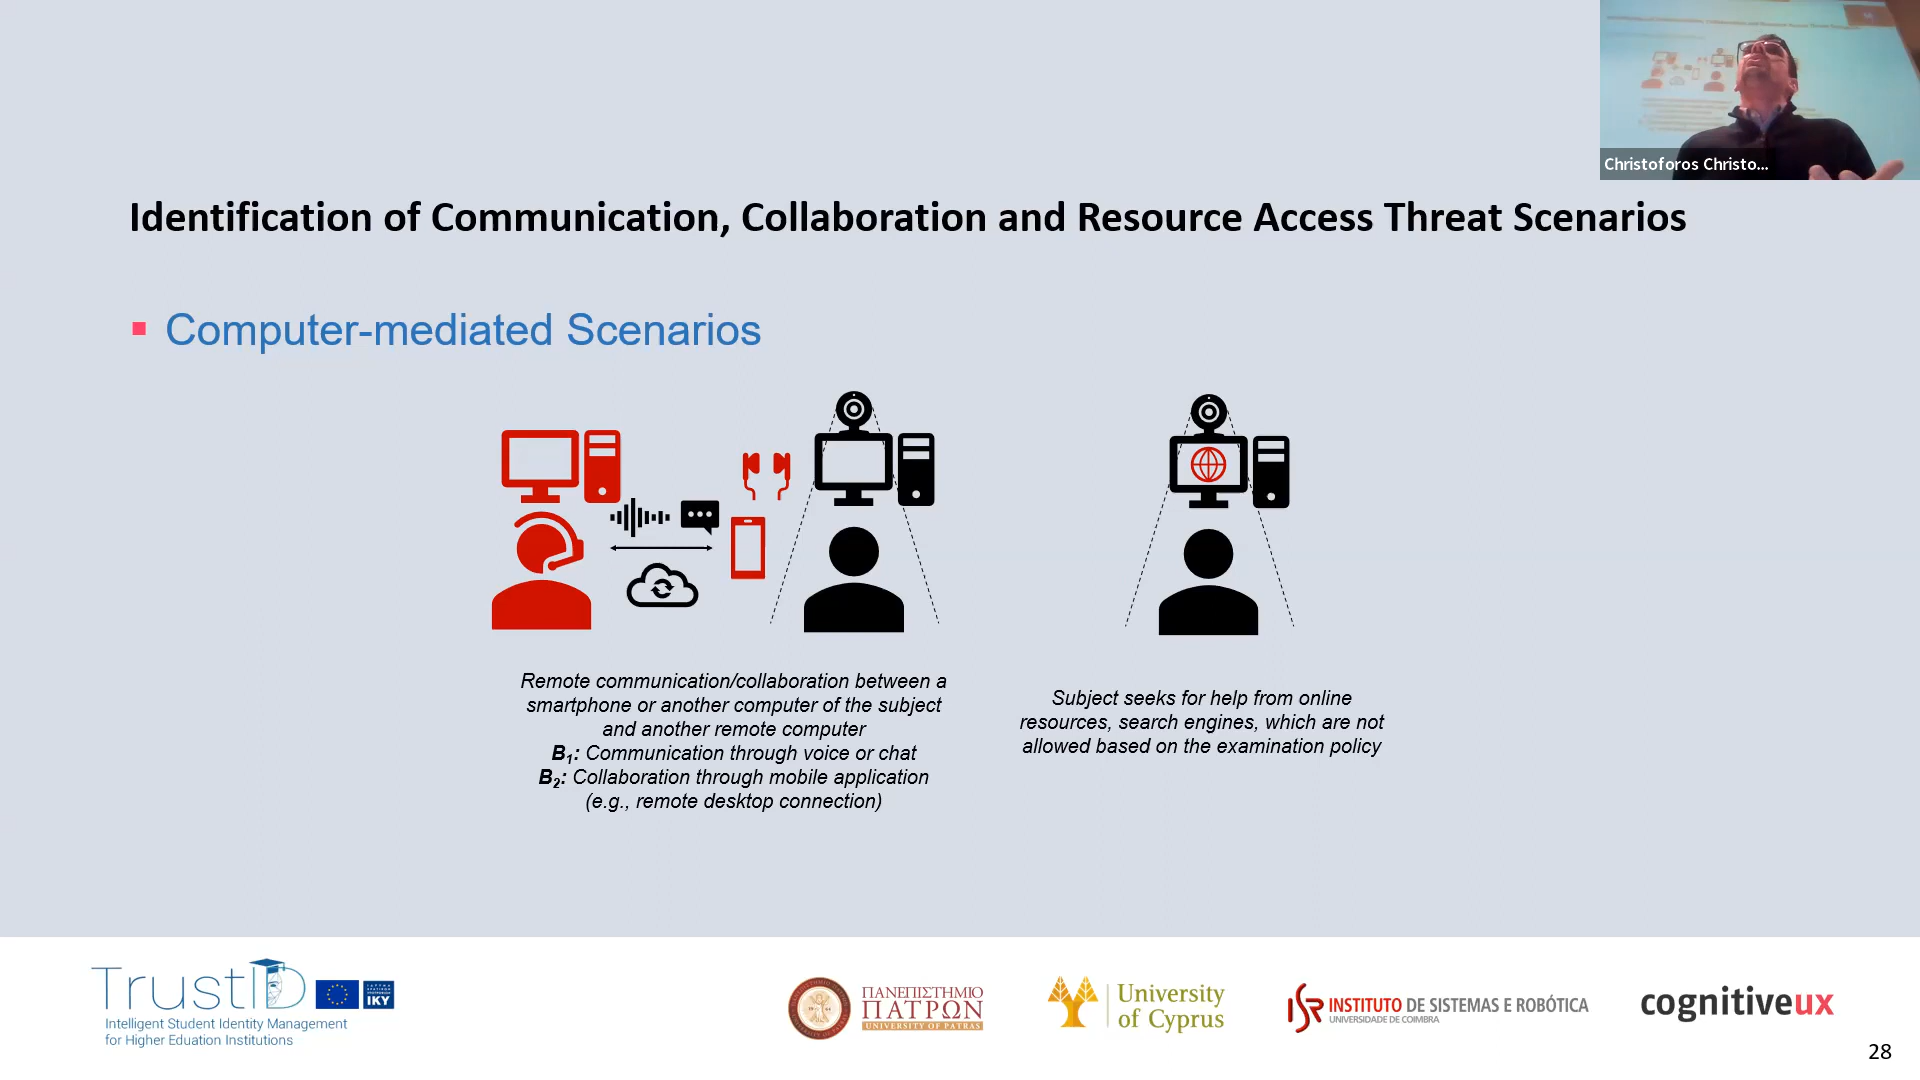 Christoforos Christo...
Identification of Communication, Collaboration and Resource Access Threat Scenarios
Computer-mediated Scenarios
Remote communication/collaboration between a
smartphone or another computer of the subject
and another remote computer
B1: Communication through voice or chat
B2: Collaboration through mobile application
(e.g., remote desktop connection)
Subject seeks for help from online
resources, search engines, which are not
allowed based on the examination policy
TrustID
IKY
Intelligent Student Identity Management
for Higher Eduation Institutions
ΠΑΝΕΠΙΣΤΗΜΙΟ
ΠΑΤΡΩΝ
UNIVERSITY OF PATRAS
University
of Cyprus
ISR INSTITUTO DE SISTEMAS E ROBÓTICA
UNIVERSIDADE DE COIMBRA
cognitiveux
28